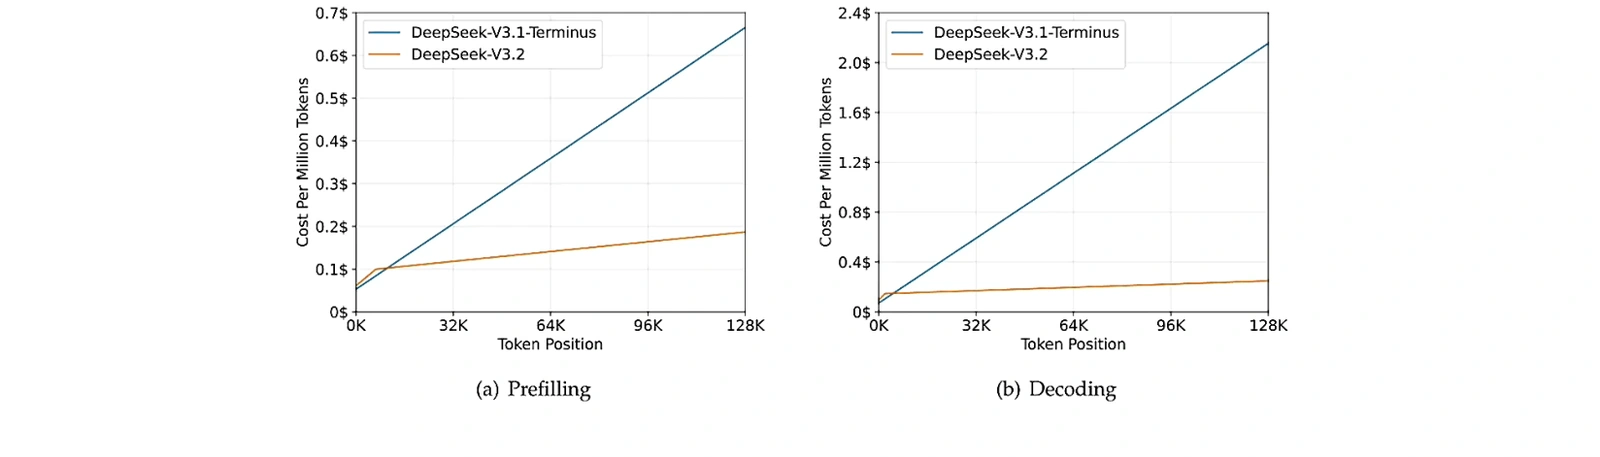 0.7$
0.6$
0.5$
0.4$
0.3$
0.2$
0.1$
0$
Cost Per Million Tokens
DeepSeek-V3.1-Terminus
DeepSeek-V3.2
0K 32K 64K 96K 128K
Token Position
(a) Prefilling
2.4$
2.0$
1.6$
1.2$
0.8$
0.4$
0$
Cost Per Million Tokens
DeepSeek-V3.1-Terminus
DeepSeek-V3.2
0K 32K 64K 96K 128K
Token Position
(b) Decoding